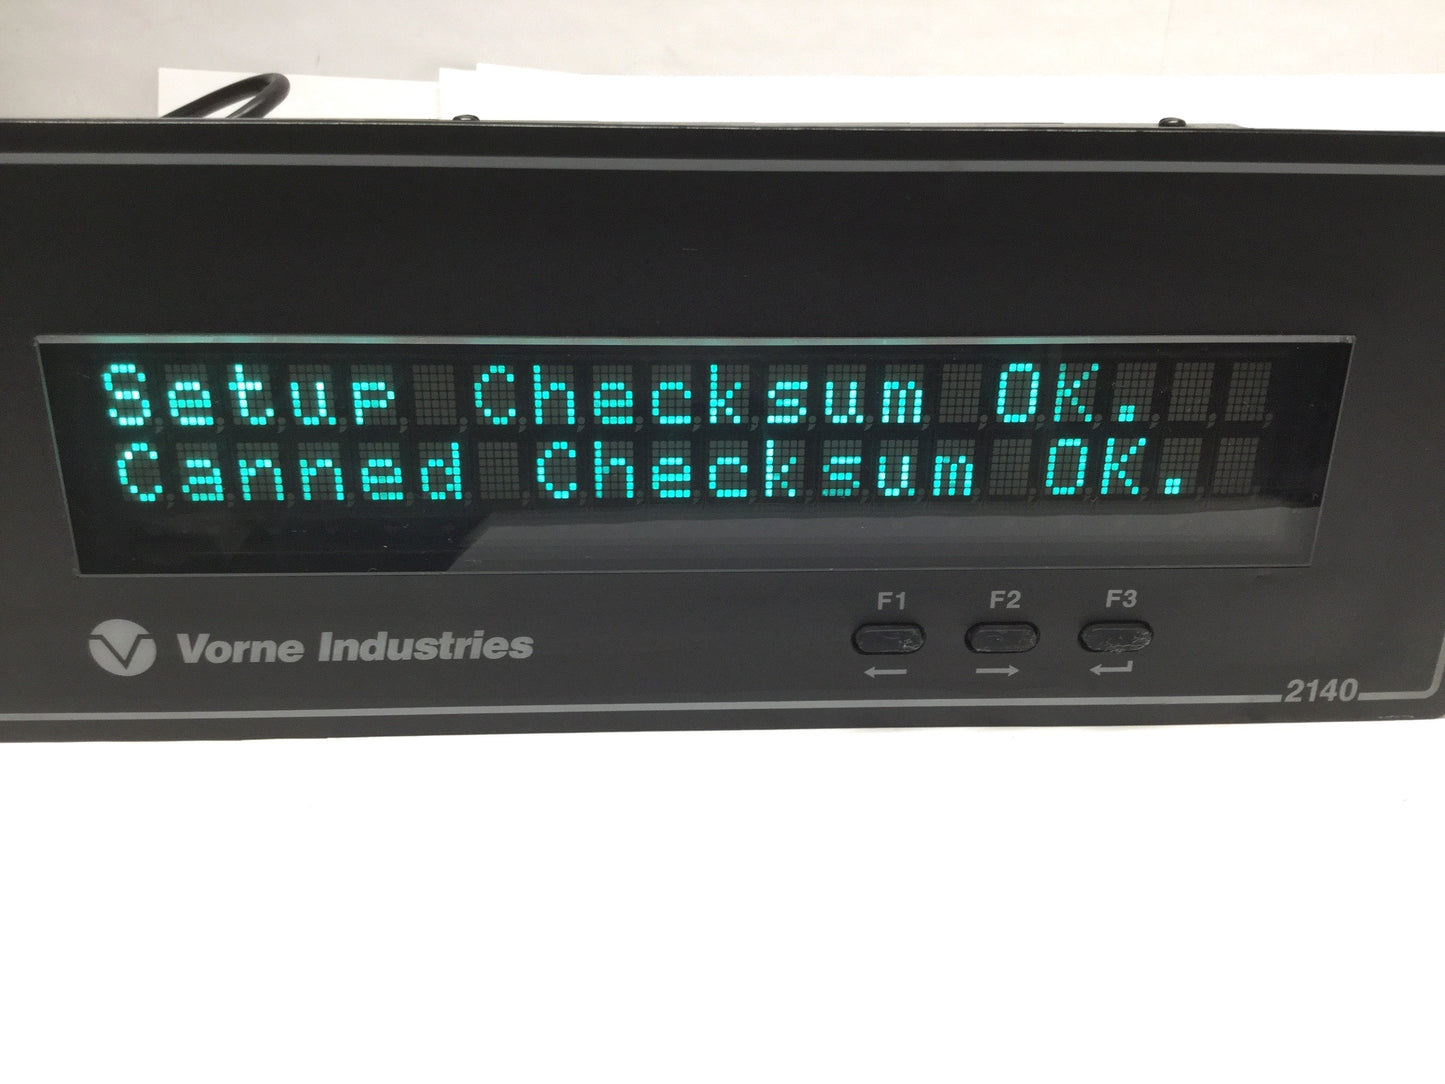 Setup Checksum OK.
Canned Checksum OK.
F1 F2 F3
Vorne Industries
← → ↵
2140